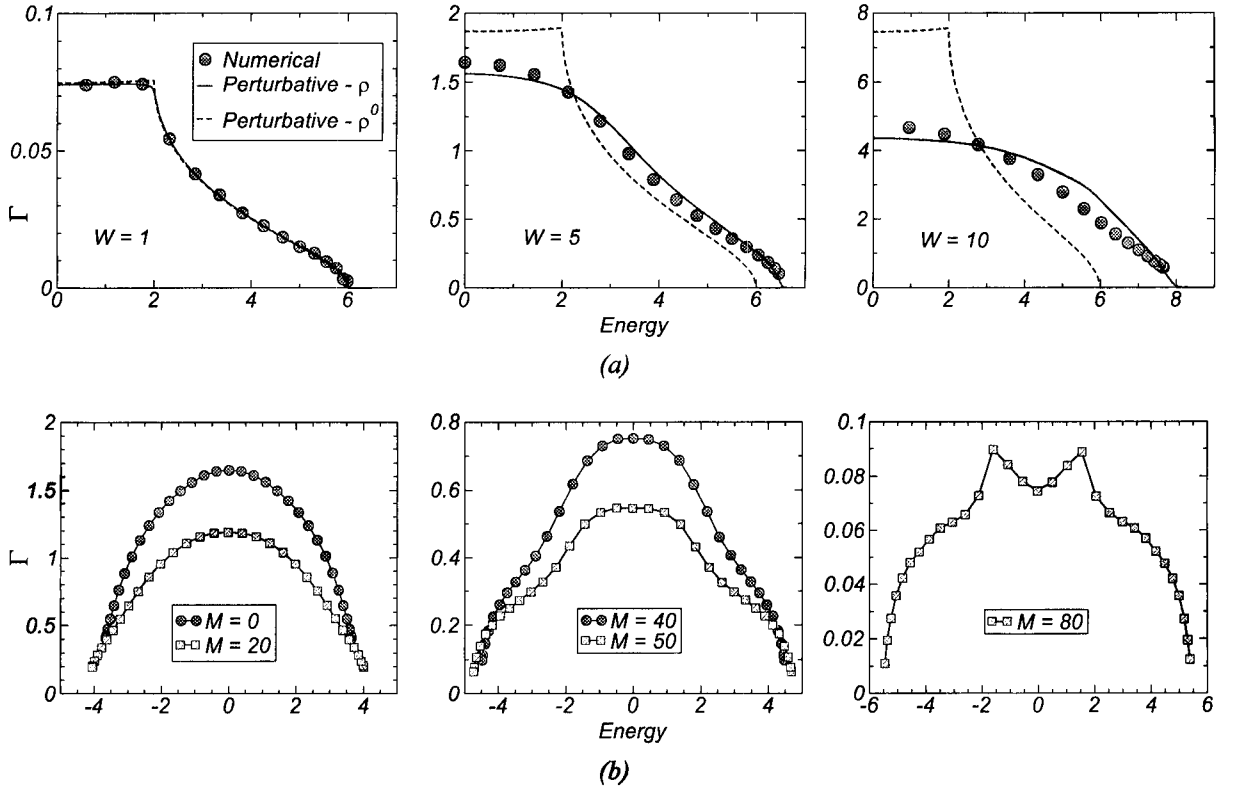 0.1
0.05
0
Γ
Numerical
Perturbative - ρ
Perturbative - ρ⁰
W = 1
0 2 4 6
2
1.5
1
0.5
0
W = 5
0 2 4 6
Energy
8
6
4
2
0
W = 10
0 2 4 6 8
(a)
2
1.5
1
0.5
0
Γ
M = 0
M = 20
-4 -2 0 2 4
0.8
0.6
0.4
0.2
0
M = 40
M = 50
-4 -2 0 2 4
Energy
0.1
0.08
0.06
0.04
0.02
0
M = 80
-6 -4 -2 0 2 4 6
(b)